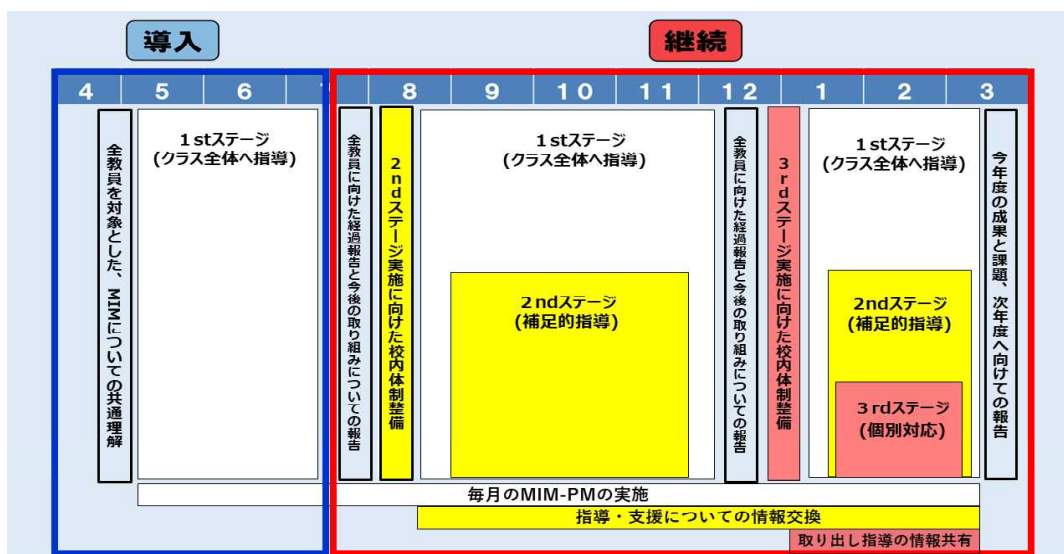 導入
継続
4 5 6 7 8 9 10 11 12 1 2 3
全教員を対象とした、MIMについての共通理解
1stステージ
(クラス全体へ指導)
全教員に向けた経過報告と今後の取り組みについての報告
2ndステージ実施に向けた校内体制整備
1stステージ
(クラス全体へ指導)
2ndステージ
(補足的指導)
全教員に向けた経過報告と今後の取り組みについての報告
3rdステージ実施に向けた校内体制整備
1stステージ
(クラス全体へ指導)
2ndステージ
(補足的指導)
3rdステージ
(個別対応)
今年度の成果と課題、次年度へ向けての報告
毎月のMIM-PMの実施
指導・支援についての情報交換
取り出し指導の情報共有